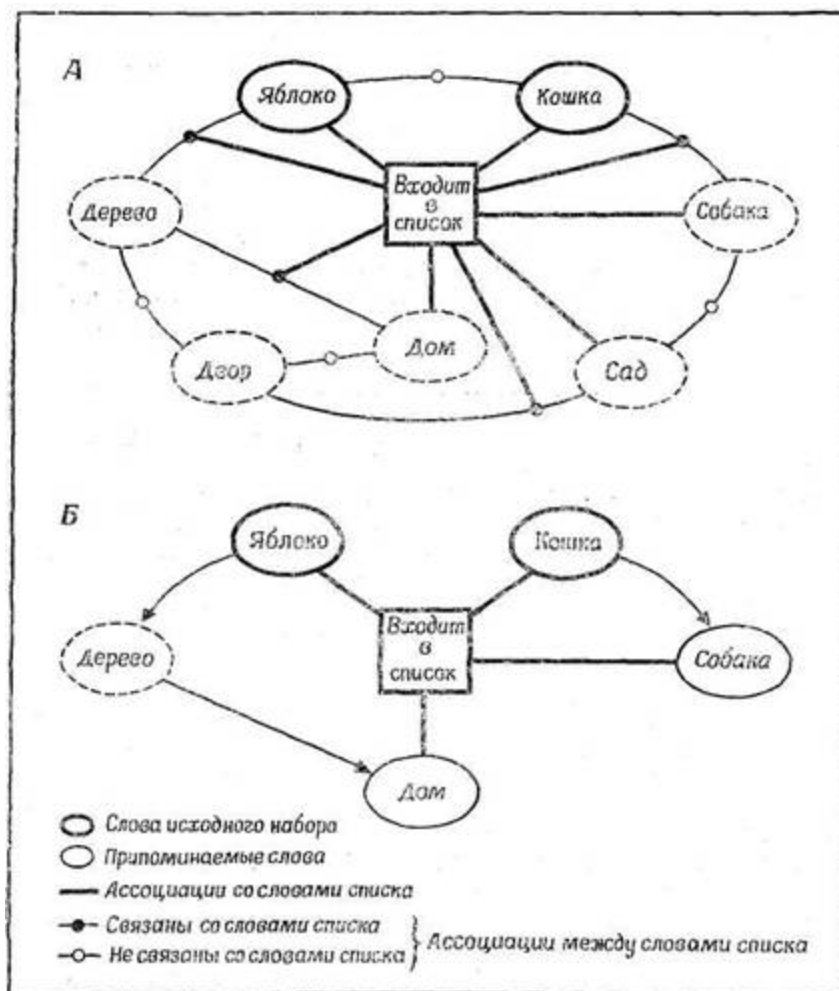 А
Яблоко
Кошка
Входит
в
список
Дерево
Собака
Двор
Дом
Сад
Б
Яблоко
Кошка
Входит
в
список
Дерево
Собака
Дом
Слова исходного набора
Припоминаемые слова
Ассоциации со словами списка
Связаны со словами списка
Не связаны со словами списка
Ассоциации между словами списка